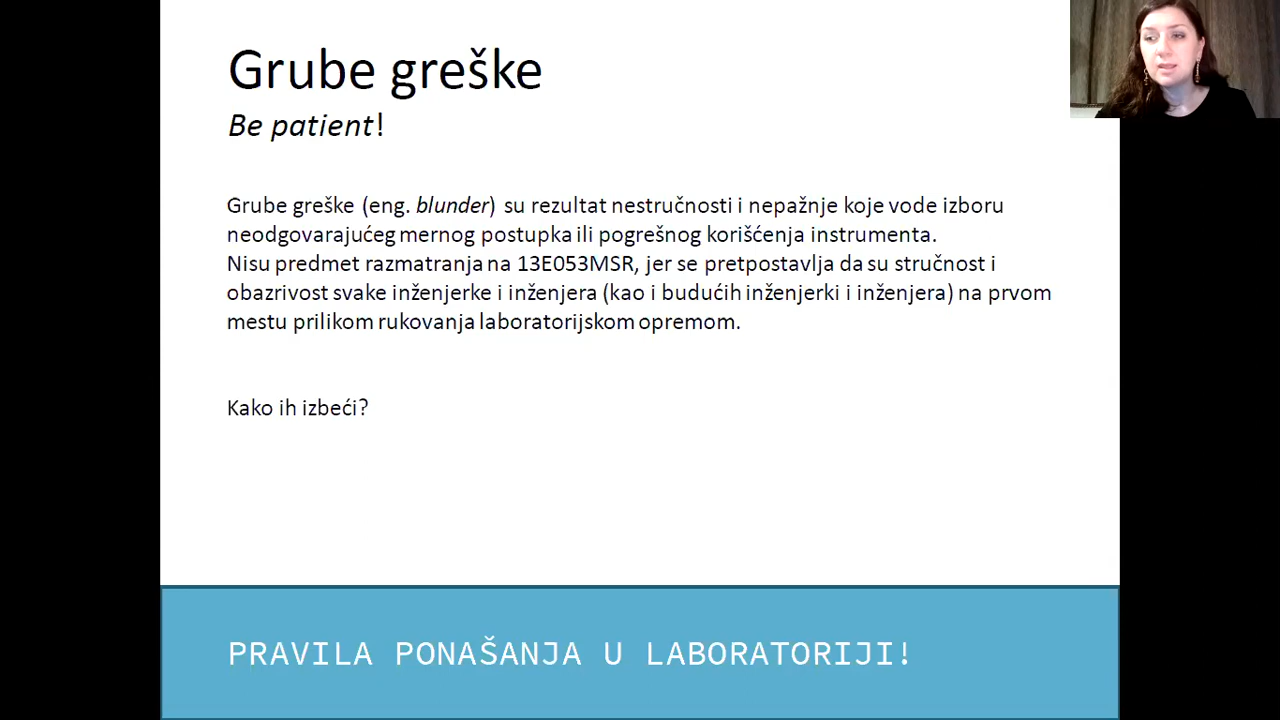 Grube greške
Be patient!
Grube greške (eng. blunder) su rezultat nestručnosti i nepažnje koje vode izboru
neodgovarajućeg mernog postupka ili pogrešnog korišćenja instrumenta.
Nisu predmet razmatranja na 13E053MSR, jer se pretpostavlja da su stručnost i
obazrivost svake inženjerke i inženjera (kao i budućih inženjerki i inženjera) na prvom
mestu prilikom rukovanja laboratorijskom opremom.
Kako ih izbeći?
PRAVILA PONAŠANJA U LABORATORIJI!